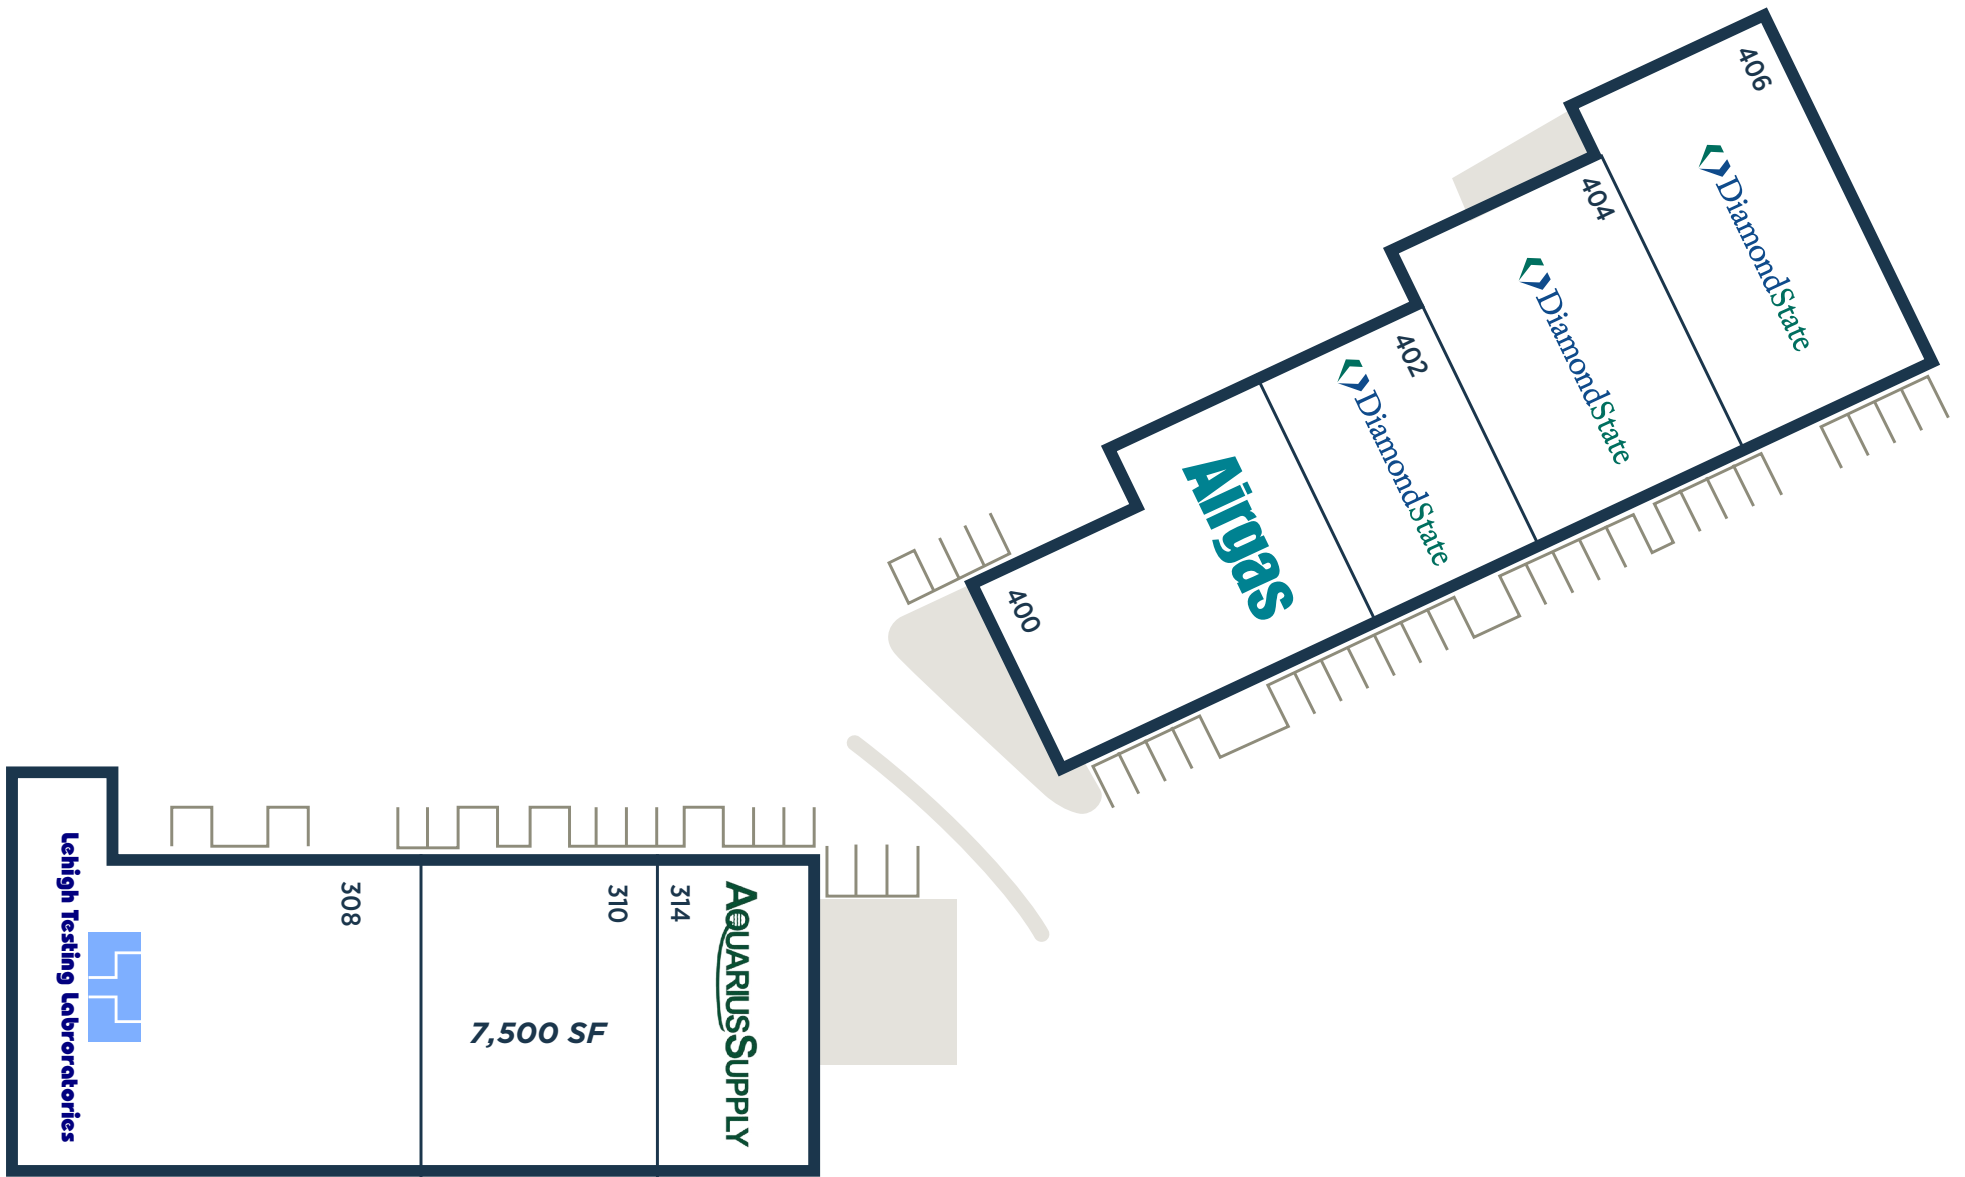 406
DiamondState
404
DiamondState
402
DiamondState
Airgas
400
Lehigh Testing Labroratories
308
7,500 SF
310
314
AQUARIUSSUPPLY